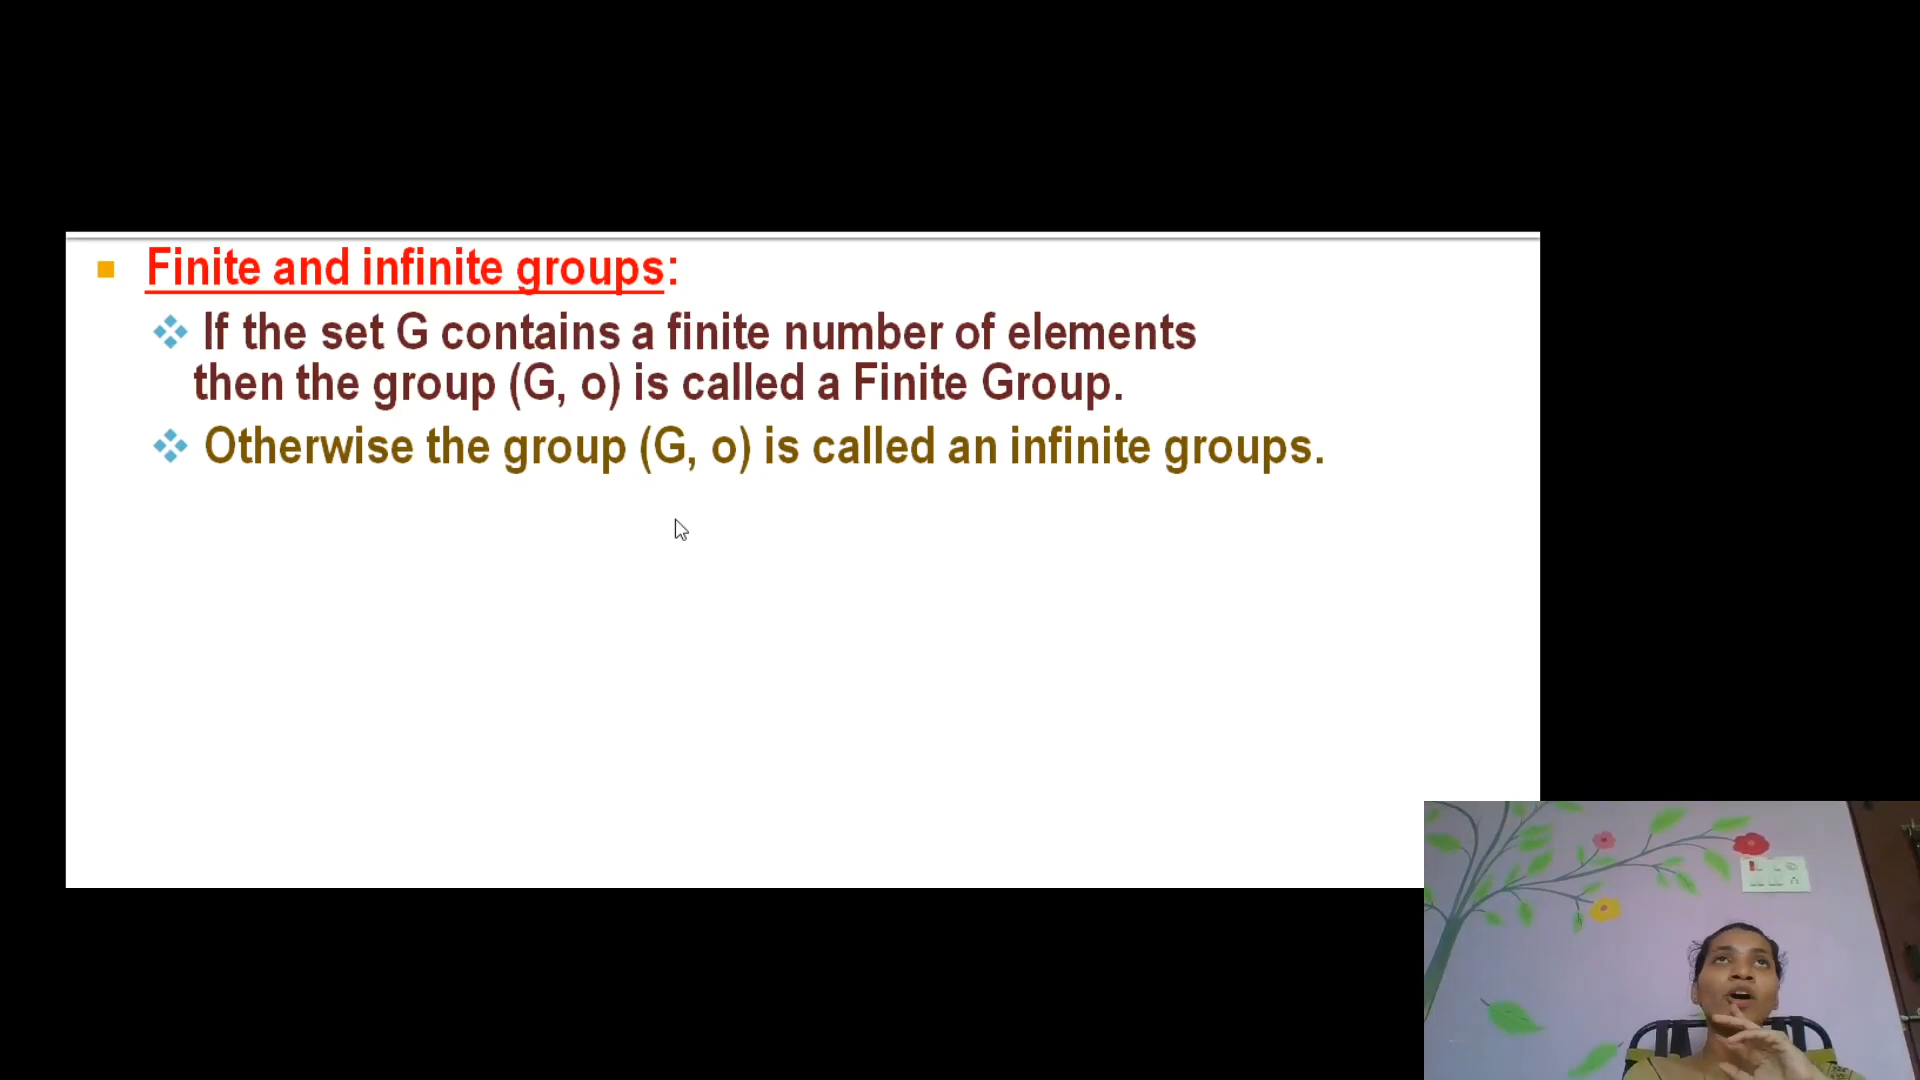 Finite and infinite groups:
If the set G contains a finite number of elements
then the group (G, o) is called a Finite Group.
Otherwise the group (G, o) is called an infinite groups.